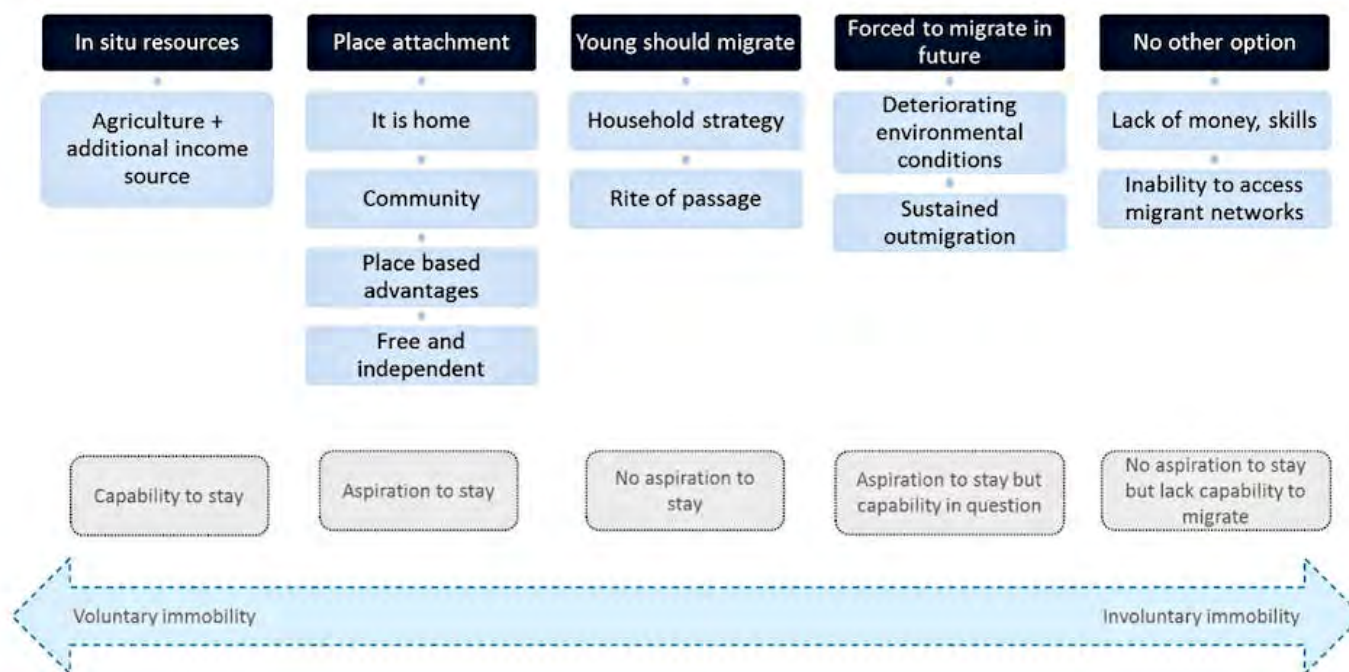 In situ resources
Agriculture +
additional income
source
Place attachment
It is home
Community
Place based
advantages
Free and
independent
Young should migrate
Household strategy
Rite of passage
Forced to migrate in
future
Deteriorating
environmental
conditions
Sustained
outmigration
No other option
Lack of money, skills
Inability to access
migrant networks
Capability to stay
Aspiration to stay
No aspiration to
stay
Aspiration to stay but
capability in question
No aspiration to stay
but lack capability to
migrate
Voluntary immobility
Involuntary immobility